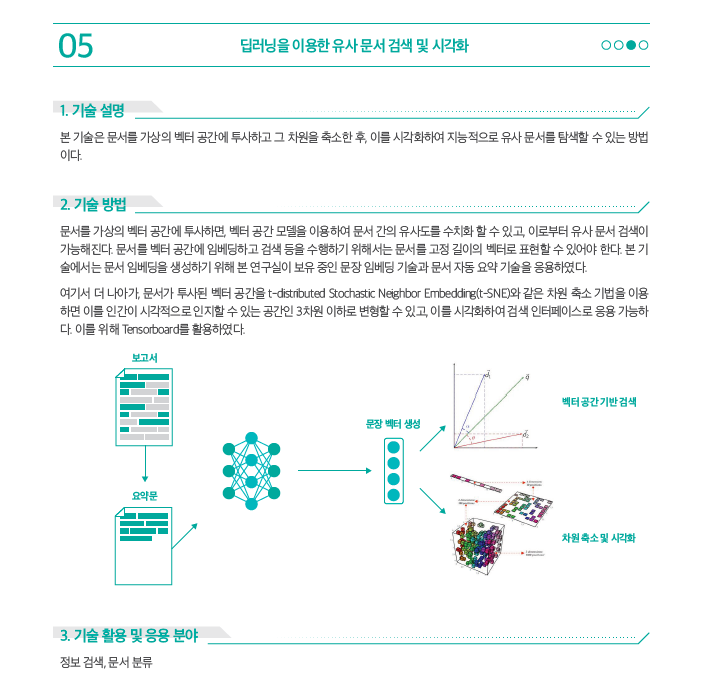 05
딥러닝을 이용한 유사 문서 검색 및 시각화
1. 기술 설명
본 기술은 문서를 가상의 벡터 공간에 투사하고 그 차원을 축소한 후, 이를 시각화하여 지능적으로 유사 문서를 탐색할 수 있는 방법
이다.
2. 기술 방법
문서를 가상의 벡터 공간에 투사하면, 벡터 공간 모델을 이용하여 문서 간의 유사도를 수치화 할 수 있고, 이로부터 유사 문서 검색이
가능해진다. 문서를 벡터 공간에 임베딩하고 검색 등을 수행하기 위해서는 문서를 고정 길이의 벡터로 표현할 수 있어야 한다. 본 기
술에서는 문서 임베딩을 생성하기 위해 본 연구실이 보유 중인 문장 임베딩 기술과 문서 자동 요약 기술을 응용하였다.
여기서 더 나아가, 문서가 투사된 벡터 공간을 t-distributed Stochastic Neighbor Embedding(t-SNE)와 같은 차원 축소 기법을 이용
하면 이를 인간이 시각적으로 인지할 수 있는 공간인 3차원 이하로 변형할 수 있고, 이를 시각화하여 검색 인터페이스로 응용 가능하
다. 이를 위해 Tensorboard를 활용하였다.
보고서
요약문
문장 벡터 생성
d₁
q
d₂
α
θ
벡터 공간 기반 검색
차원 축소 및 시각화
3. 기술 활용 및 응용 분야
정보 검색, 문서 분류